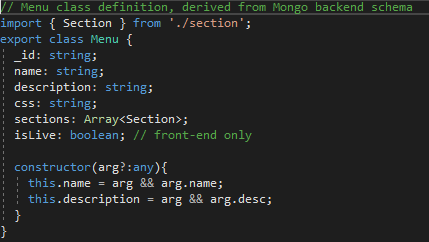 // Menu class definition, derived from Mongo backend schema
import { Section } from './section';
export class Menu {
  _id: string;
  name: string;
  description: string;
  css: string;
  sections: Array<Section>;
  isLive: boolean; // front-end only
  constructor(arg?:any){
    this.name = arg && arg.name;
    this.description = arg && arg.desc;
  }
}